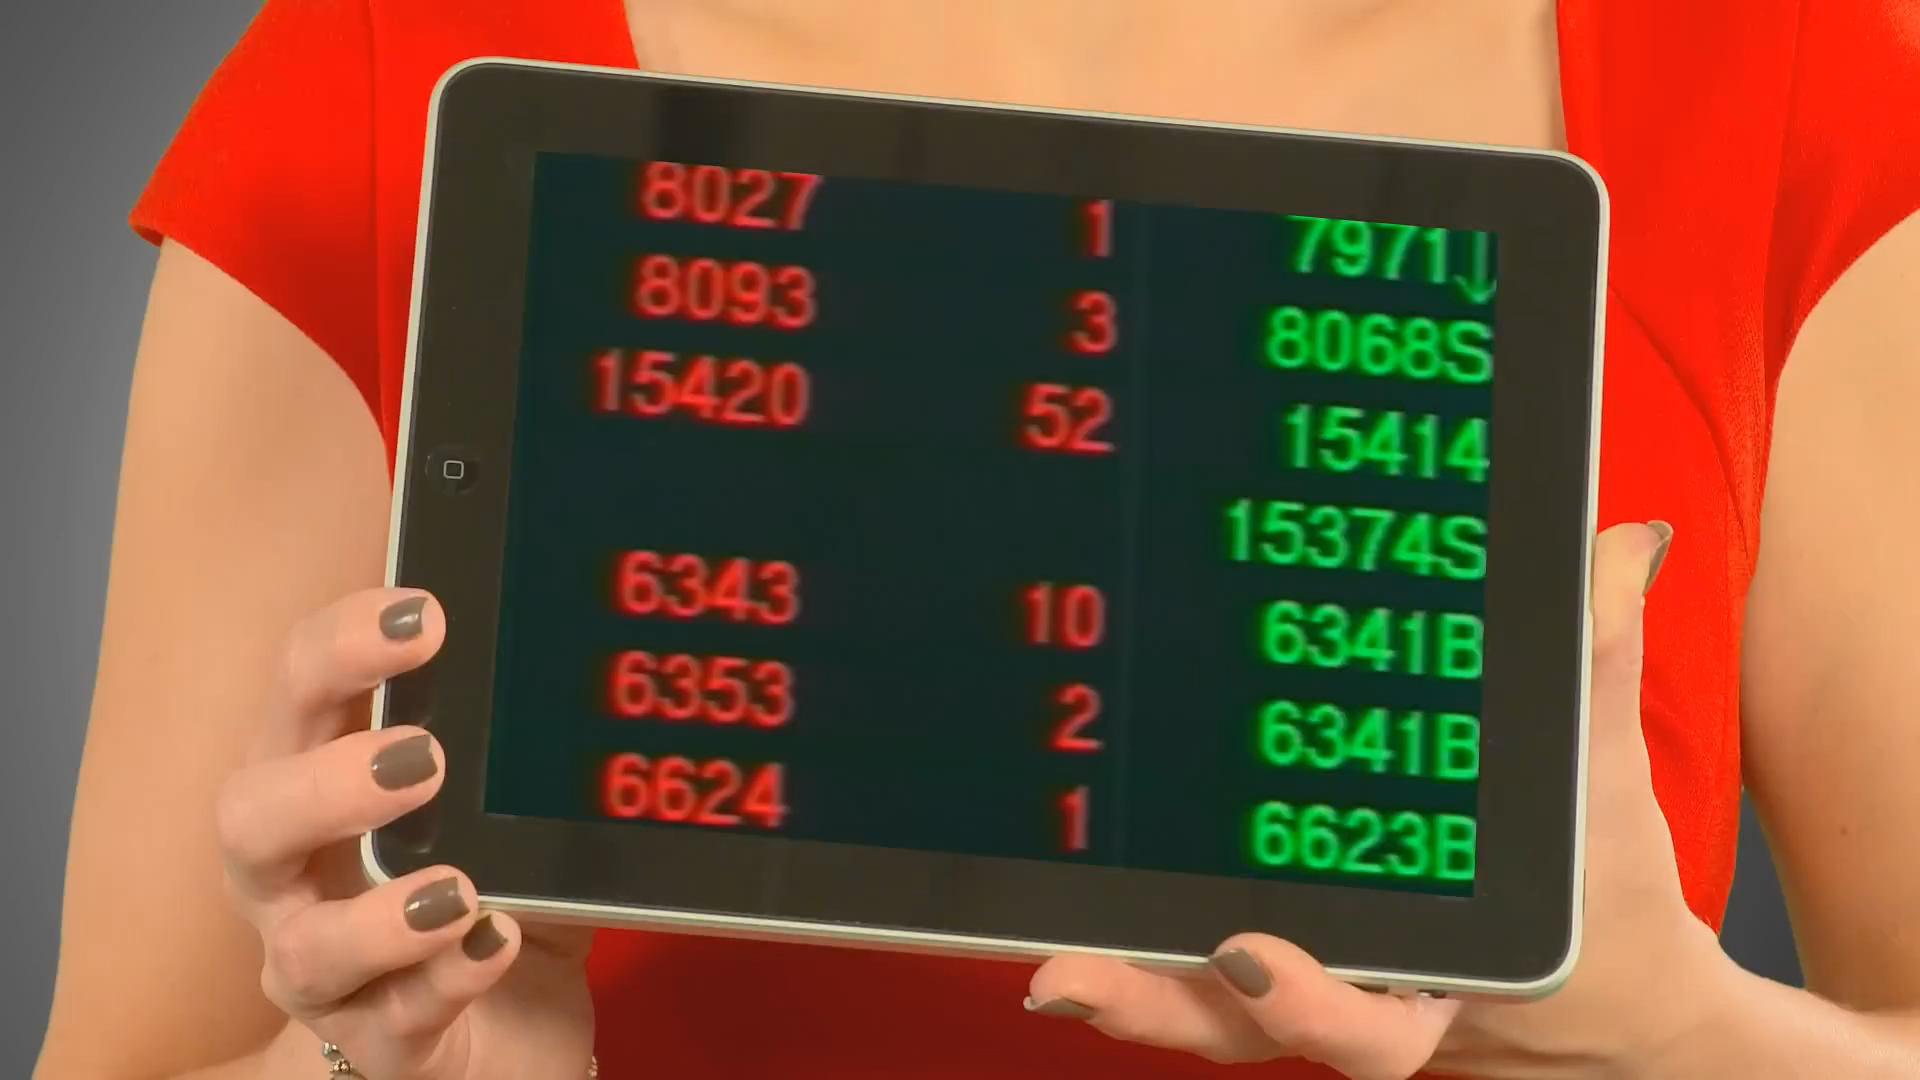 8027 1 7971↓
8093 3 8068S
15420 52 15414
15374S
6343 10 6341B
6353 2 6341B
6624 1 6623B